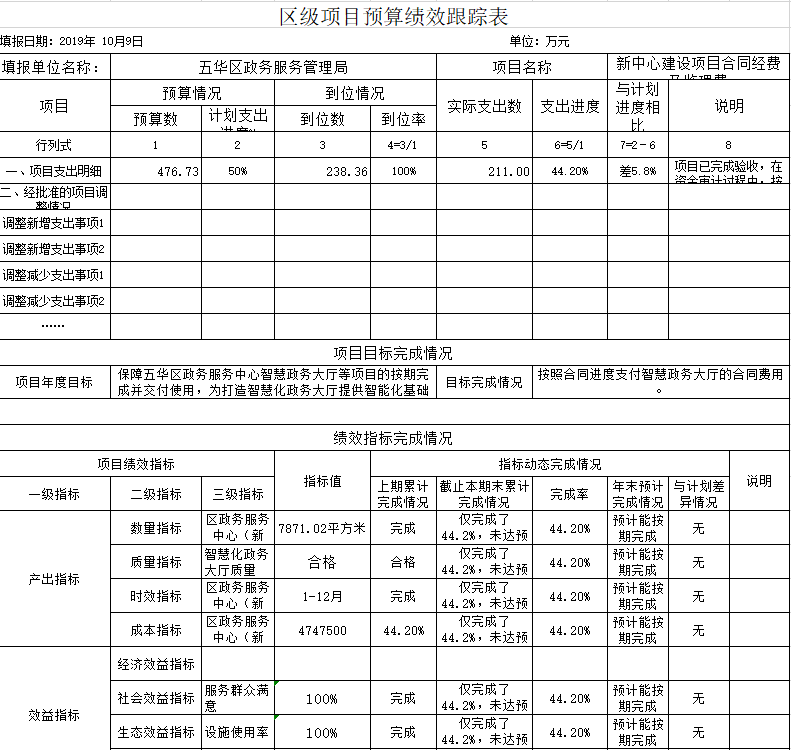 区级项目预算绩效跟踪表
填报日期：2019年 10月9日 单位：万元
填报单位名称： 五华区政务服务管理局 项目名称 新中心建设项目合同经费
及监理费
项目 预算情况 到位情况 实际支出数 支出进度 与计划进度相比 说明
预算数 计划支出进度% 到位数 到位率
行列式 1 2 3 4=3/1 5 6=5/1 7=2－6 8
一、项目支出明细 476.73 50% 238.36 100% 211.00 44.20% 差5.8% 项目已完成验收，在
资金审计过程中，按
二、经批准的项目调
整情况
调整新增支出事项1
调整新增支出事项2
调整减少支出事项1
调整减少支出事项2
……
项目目标完成情况
项目年度目标 保障五华区政务服务中心智慧政务大厅等项目的按期完
成并交付使用，为打造智慧化政务大厅提供智能化基础 目标完成情况 按照合同进度支付智慧政务大厅的合同费用
。
绩效指标完成情况
项目绩效指标 指标值 指标动态完成情况 说明
一级指标 二级指标 三级指标 上期累计完成情况 截止本期末累计完成情况 完成率 年末预计完成情况 与计划差异情况
产出指标 数量指标 区政务服务中心（新 7871.02平方米 完成 仅完成了44.2%，未达预 44.20% 预计能按期完成 无
质量指标 智慧化政务大厅质量 合格 合格 仅完成了44.2%，未达预 44.20% 预计能按期完成 无
时效指标 区政务服务中心（新 1-12月 完成 仅完成了44.2%，未达预 44.20% 预计能按期完成 无
成本指标 区政务服务中心（新 4747500 44.20% 仅完成了44.2%，未达预 44.20% 预计能按期完成 无
效益指标 经济效益指标
社会效益指标 服务群众满意 100% 完成 仅完成了44.2%，未达预 44.20% 预计能按期完成 无
生态效益指标 设施使用率 100% 完成 仅完成了44.2%，未达预 44.20% 预计能按期完成 无